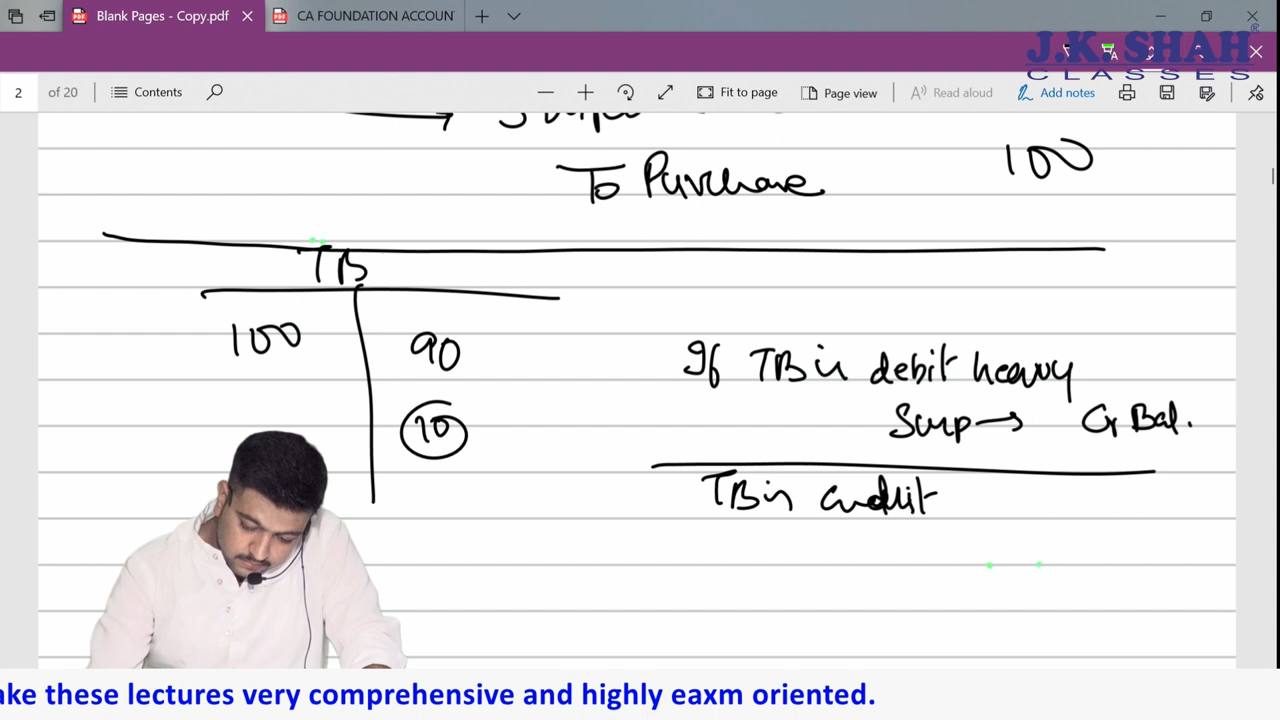 Blank Pages - Copy.pdf
CA FOUNDATION ACCOUN
J.K. SHAH®
CLASSES
2 of 20
Contents
Fit to page
Page view
Read aloud
Add notes
100
To Purchase
TB
100 90
10
If TB is debit heavy
Susp → Cr Bal.
TB is credit
ake these lectures very comprehensive and highly eaxm oriented.